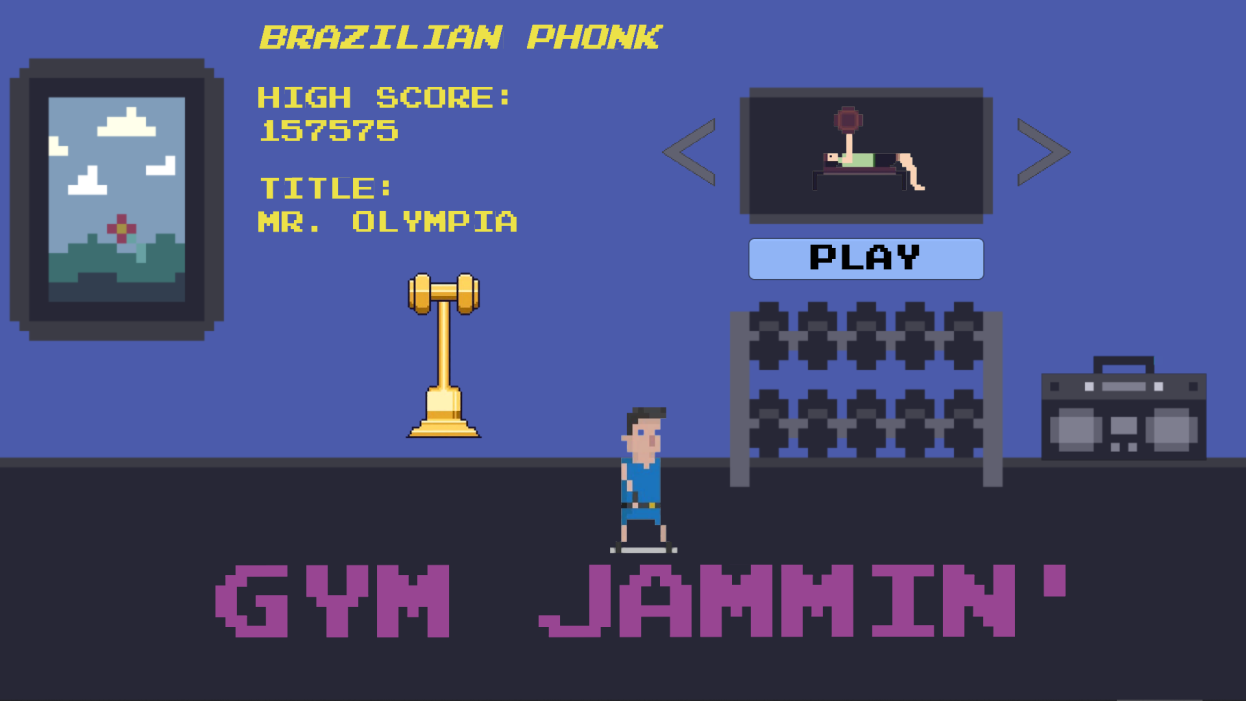 BRAZILIAN PHONK
HIGH SCORE:
157575
TITLE:
MR. OLYMPIA
PLAY
GYM JAMMIN'